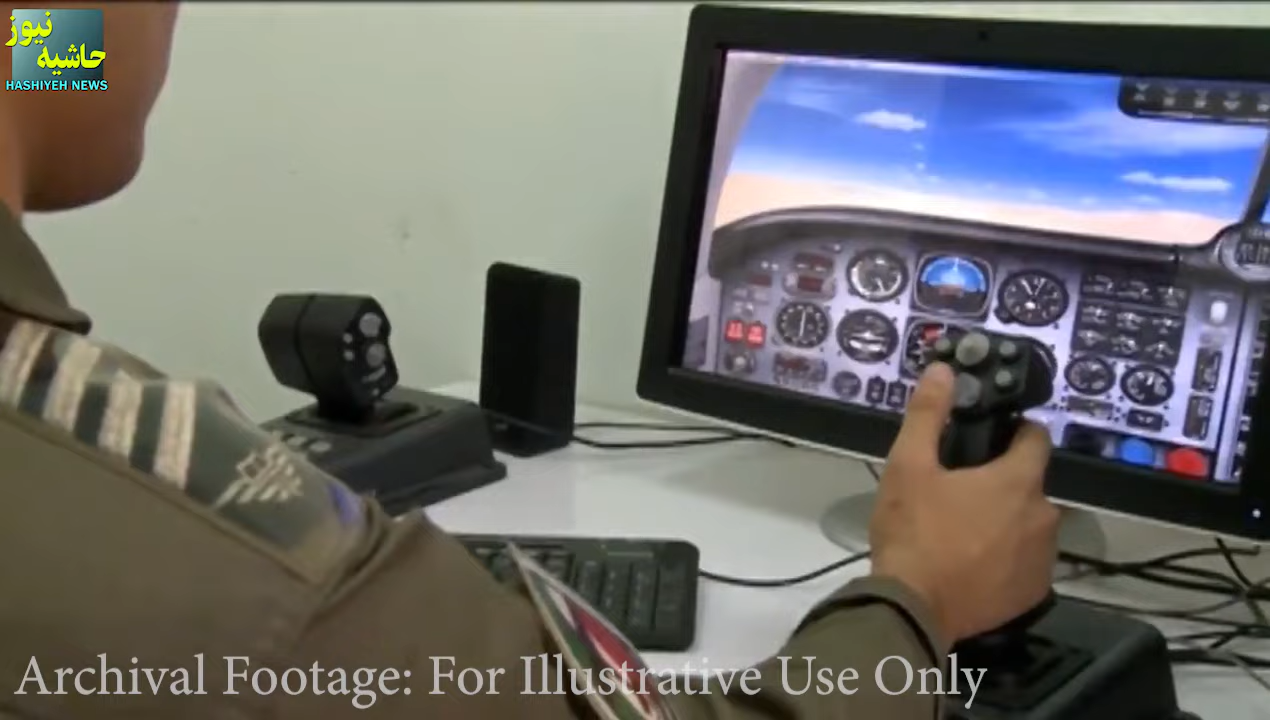 نیوز
حاشیه
HASHIYEH NEWS
Archival Footage: For Illustrative Use Only